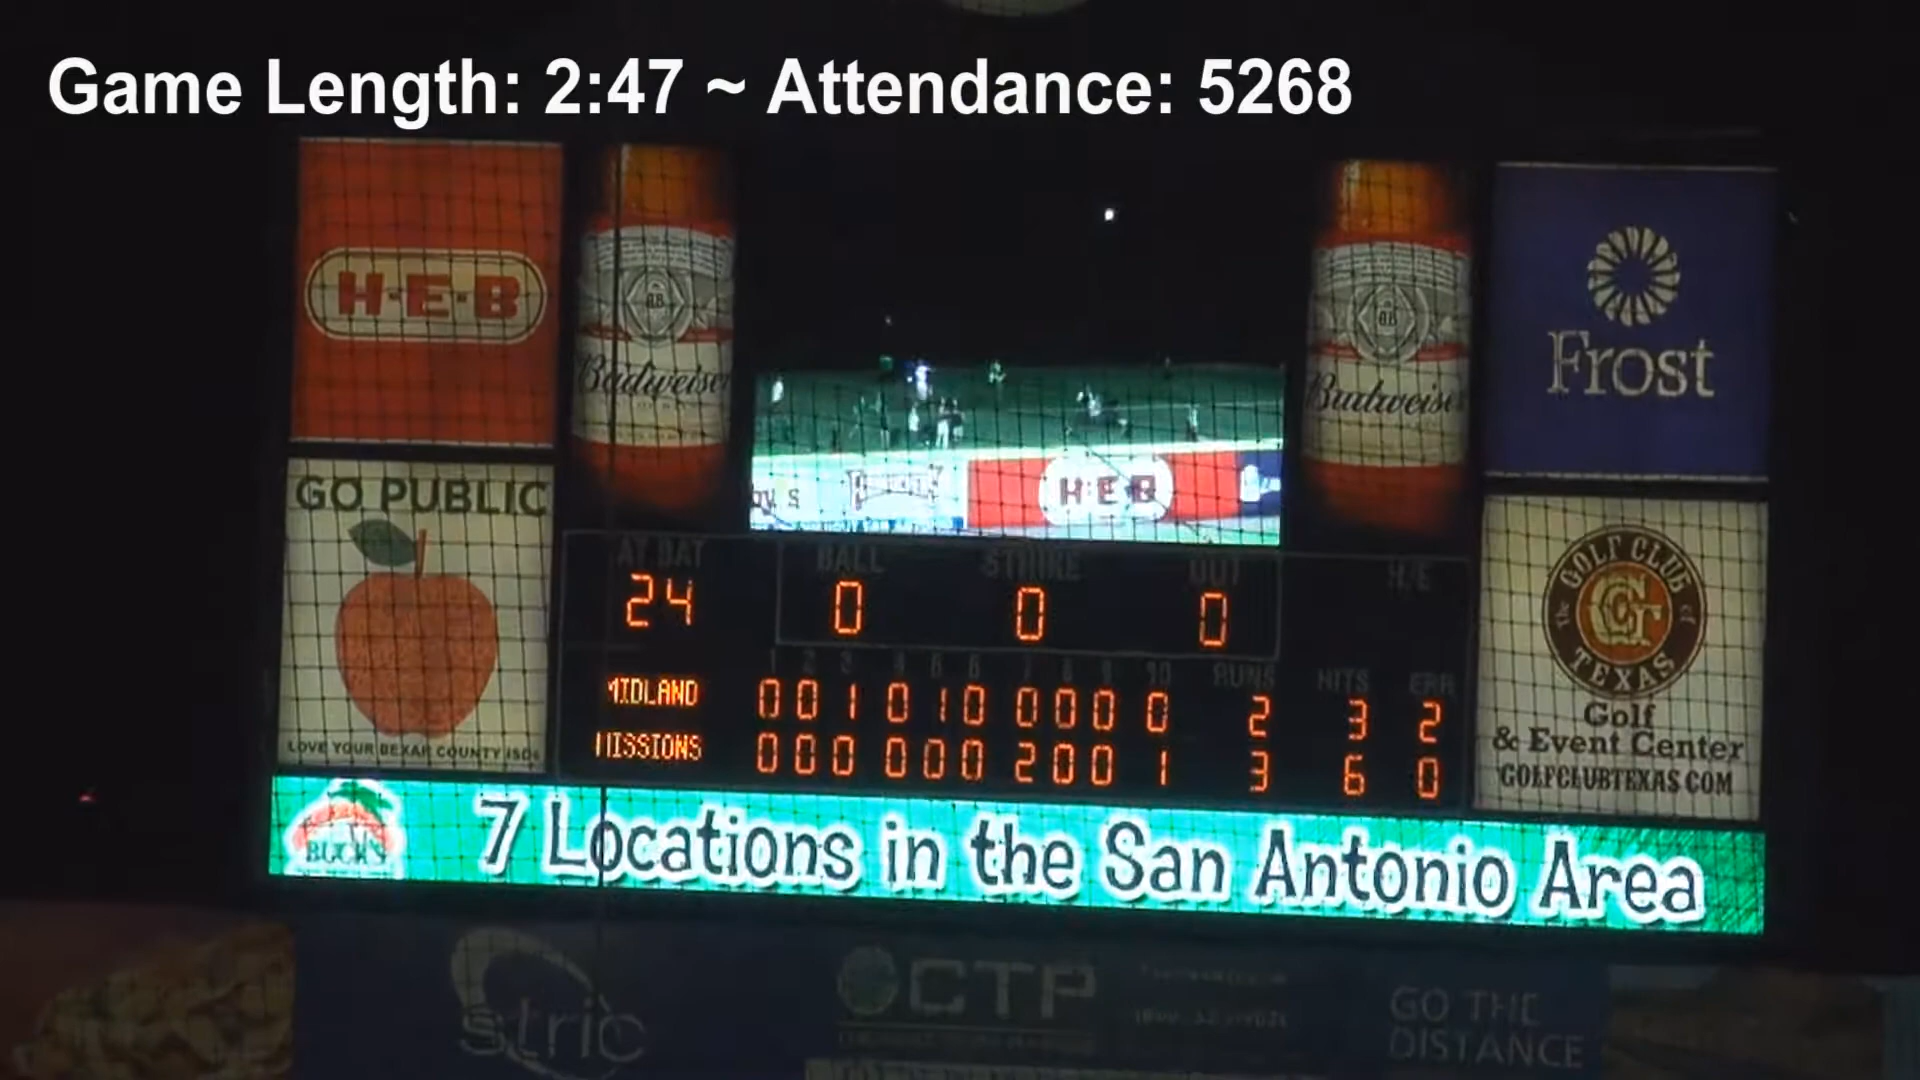 Game Length: 2:47 ~ Attendance: 5268
H-E-B
Budweiser
Budweiser
Frost
GO PUBLIC
LOVE YOUR BEXAR COUNTY ISDs
H-E-B
AT BAT BALL STRIKE OUT H/E
24 0 0 0
1 2 3 4 5 6 7 8 9 10 RUNS HITS ERR
MIDLAND 0 0 1 0 1 0 0 0 0 0 2 3 2
MISSIONS 0 0 0 0 0 0 2 0 0 1 3 6 0
The GOLF CLUB of TEXAS
Golf
& Event Center
GOLFCLUBTEXAS.COM
BUCK'S
7 Locations in the San Antonio Area
stric
CTP
GO THE
DISTANCE